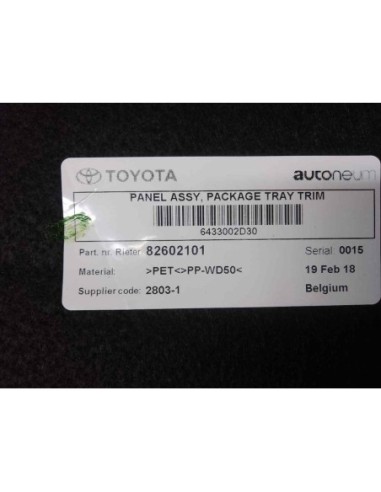 TOYOTA autoneum
PANEL ASSY, PACKAGE TRAY TRIM
6433002D30
Part. nr. Rieter: 82602101 Serial: 0015
Material: >PET<>PP-WD50< 19 Feb 18
Supplier code: 2803-1 Belgium